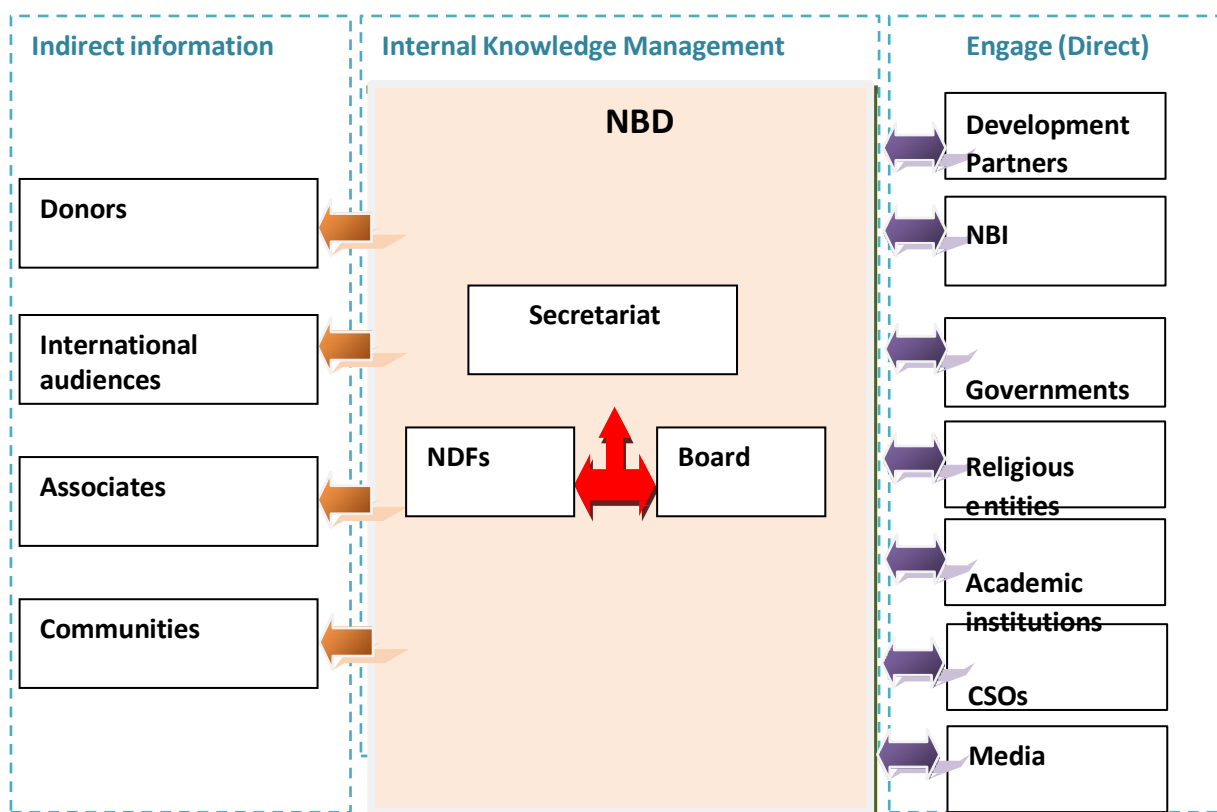 Indirect information
Internal Knowledge Management
Engage (Direct)
NBD
Donors
International
audiences
Associates
Communities
Secretariat
NDFs
Board
Development
Partners
NBI
Governments
Religious
entities
Academic
institutions
CSOs
Media